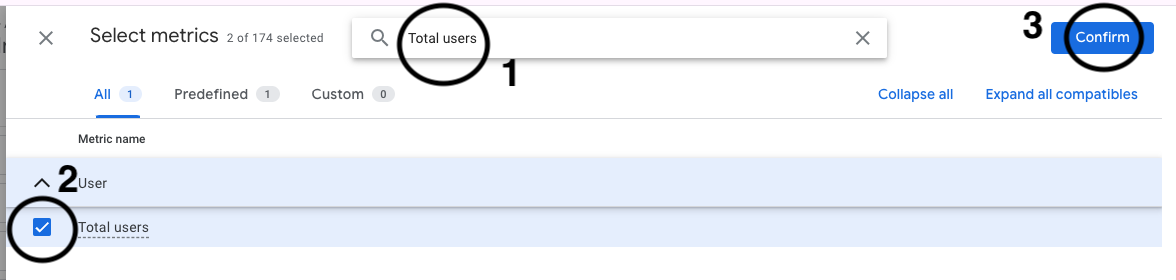 Select metrics 2 of 174 selected Total users 1 3 Confirm
All 1 Predefined 1 Custom 0 Collapse all Expand all compatibles
Metric name
2 User
Total users